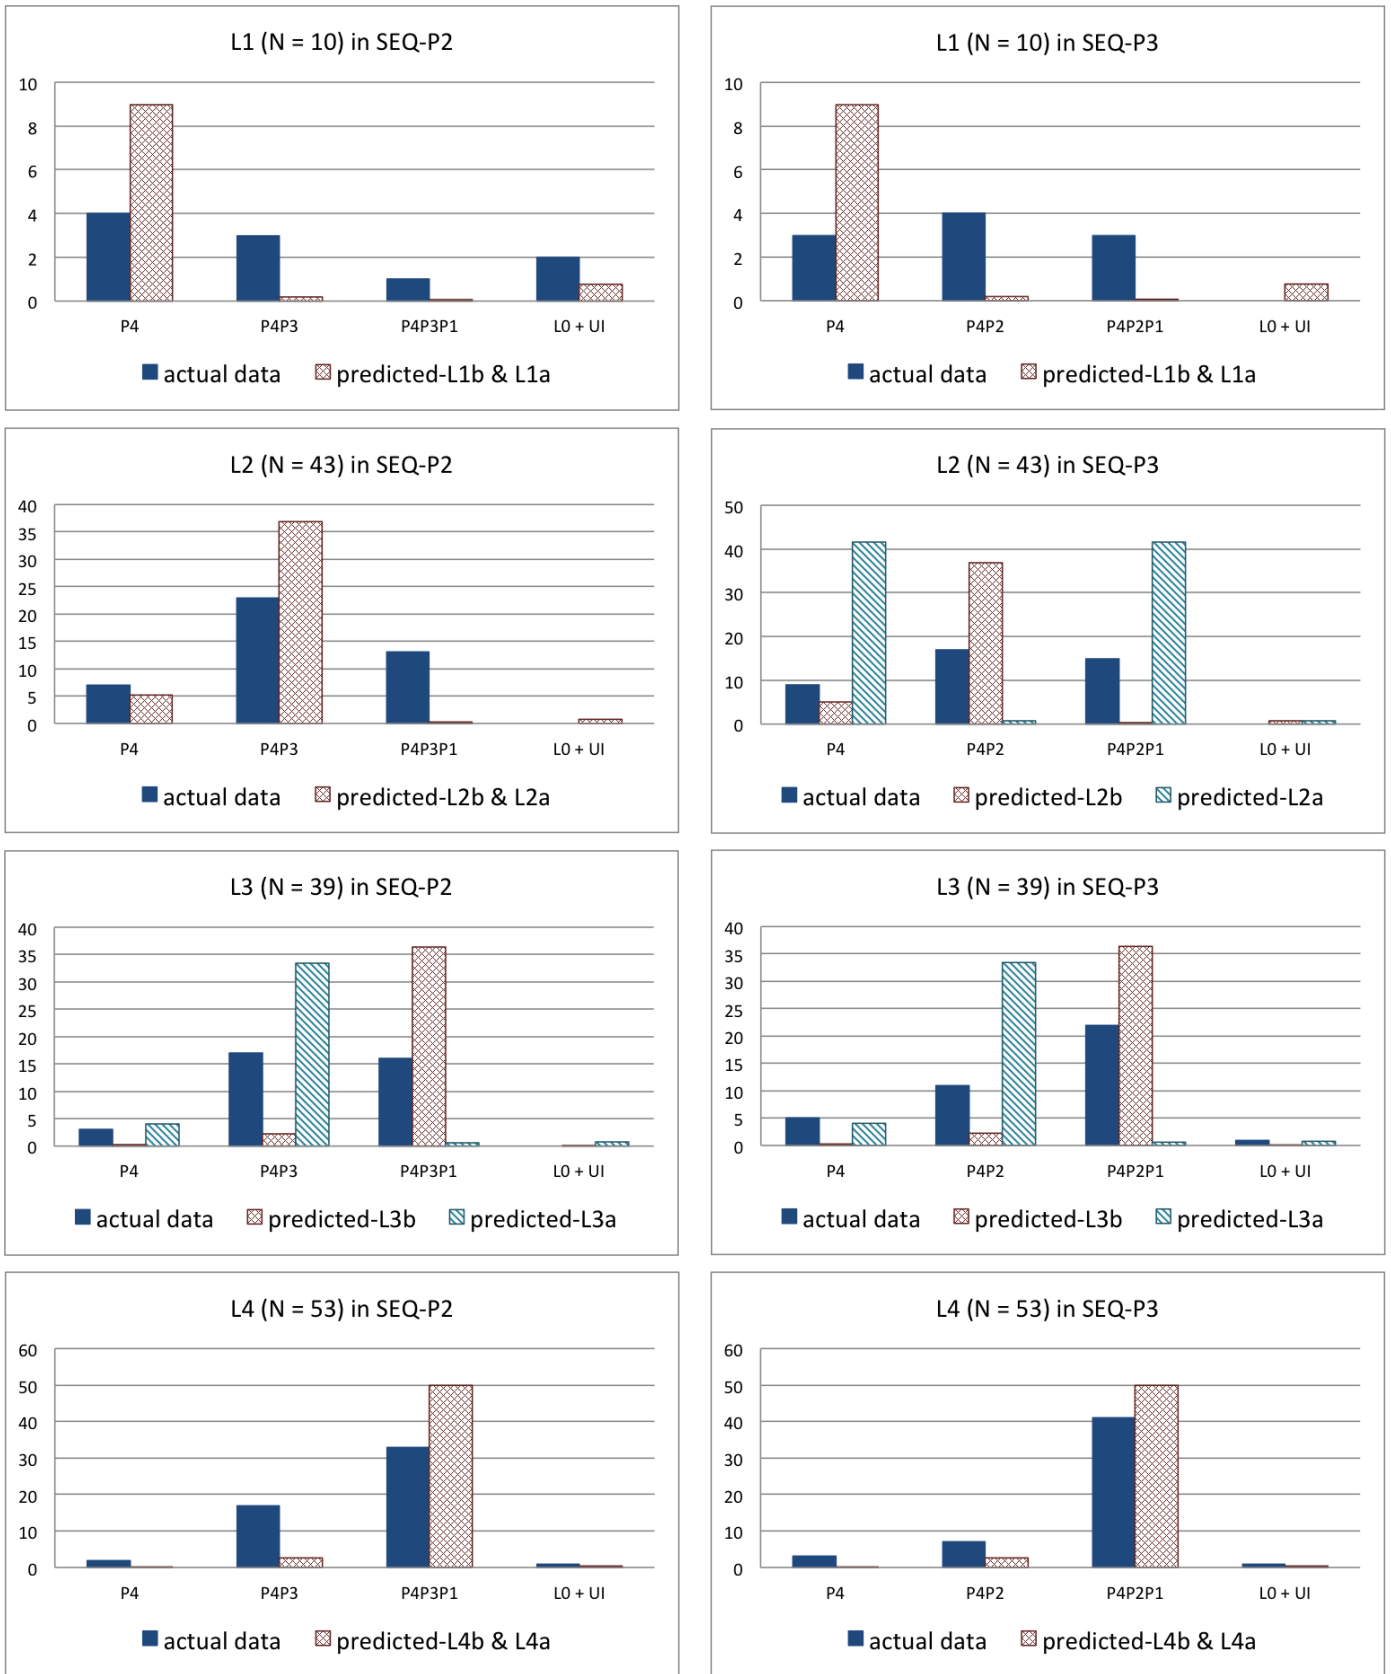 L1 (N = 10) in SEQ-P2
10
8
6
4
2
0
P4 P4P3 P4P3P1 L0 + UI
actual data predicted-L1b & L1a
L1 (N = 10) in SEQ-P3
10
8
6
4
2
0
P4 P4P2 P4P2P1 L0 + UI
actual data predicted-L1b & L1a
L2 (N = 43) in SEQ-P2
40
35
30
25
20
15
10
5
0
P4 P4P3 P4P3P1 L0 + UI
actual data predicted-L2b & L2a
L2 (N = 43) in SEQ-P3
50
40
30
20
10
0
P4 P4P2 P4P2P1 L0 + UI
actual data predicted-L2b predicted-L2a
L3 (N = 39) in SEQ-P2
40
35
30
25
20
15
10
5
0
P4 P4P3 P4P3P1 L0 + UI
actual data predicted-L3b predicted-L3a
L3 (N = 39) in SEQ-P3
40
35
30
25
20
15
10
5
0
P4 P4P2 P4P2P1 L0 + UI
actual data predicted-L3b predicted-L3a
L4 (N = 53) in SEQ-P2
60
50
40
30
20
10
0
P4 P4P3 P4P3P1 L0 + UI
actual data predicted-L4b & L4a
L4 (N = 53) in SEQ-P3
60
50
40
30
20
10
0
P4 P4P2 P4P2P1 L0 + UI
actual data predicted-L4b & L4a